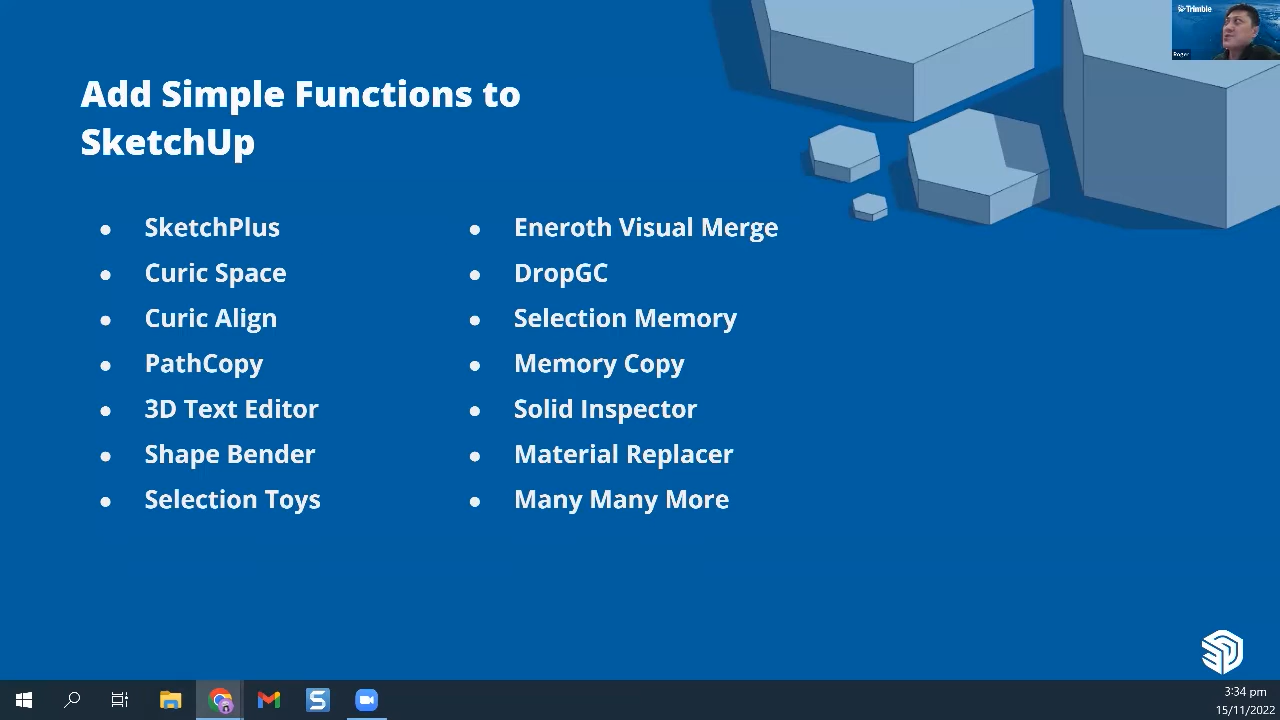 Trimble
Roger
Add Simple Functions to
SketchUp
SketchPlus
Curic Space
Curic Align
PathCopy
3D Text Editor
Shape Bender
Selection Toys
Eneroth Visual Merge
DropGC
Selection Memory
Memory Copy
Solid Inspector
Material Replacer
Many Many More
3:34 pm
15/11/2022